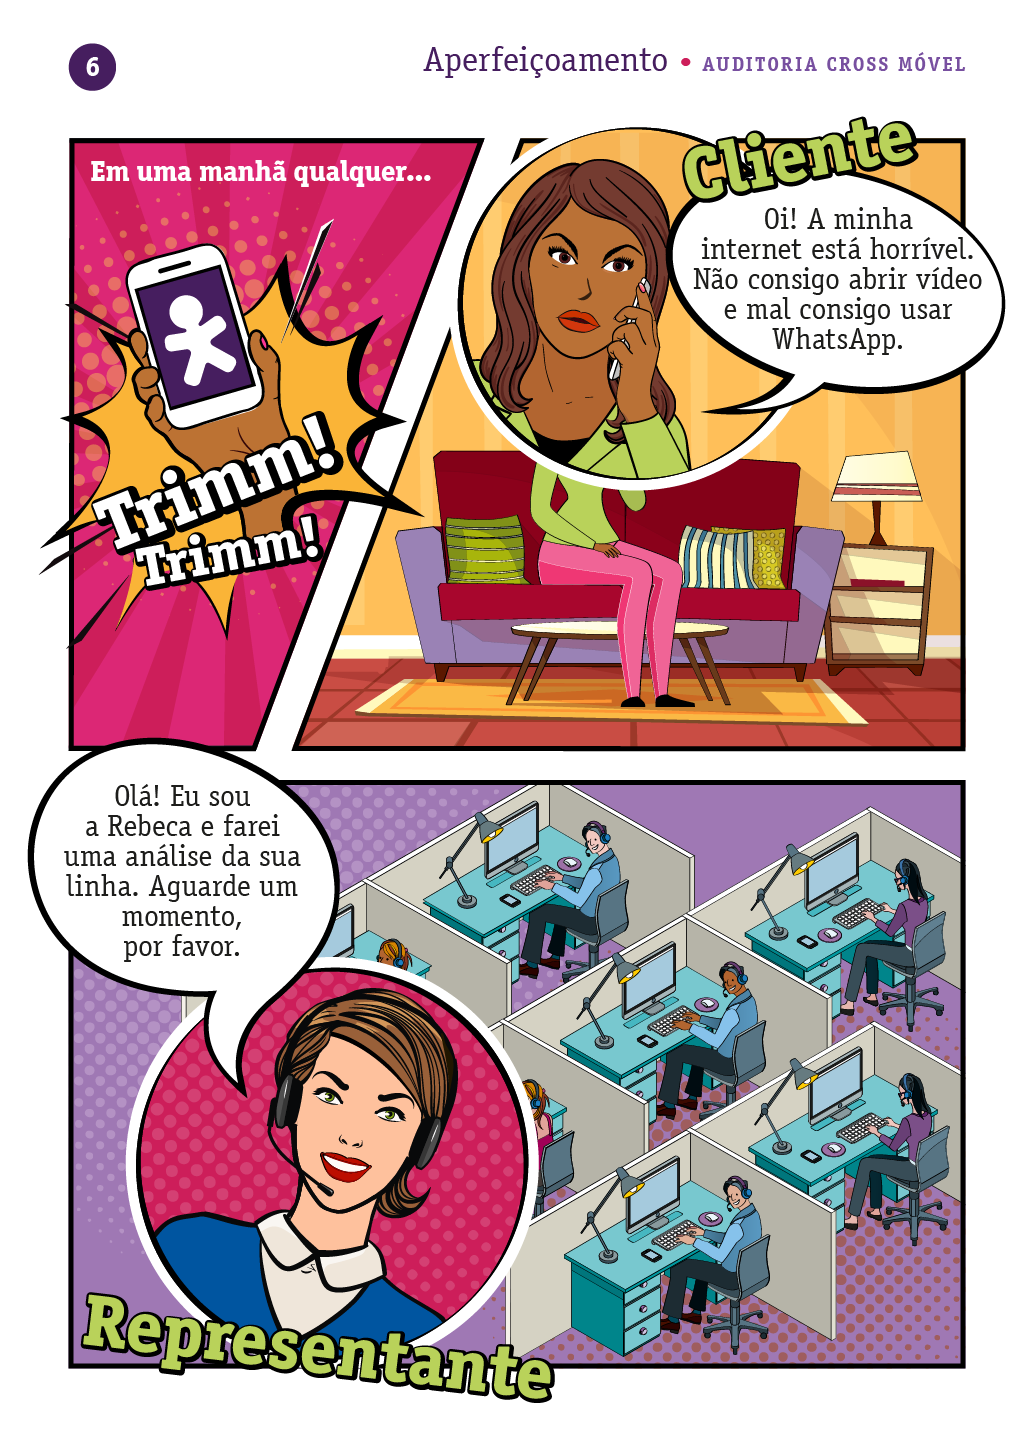 6
Aperfeiçoamento • AUDITORIA CROSS MÓVEL
Em uma manhã qualquer...
Trimm!
Trimm!
Cliente
Oi! A minha
internet está horrível.
Não consigo abrir vídeo
e mal consigo usar
WhatsApp.
Olá! Eu sou
a Rebeca e farei
uma análise da sua
linha. Aguarde um
momento,
por favor.
Representante